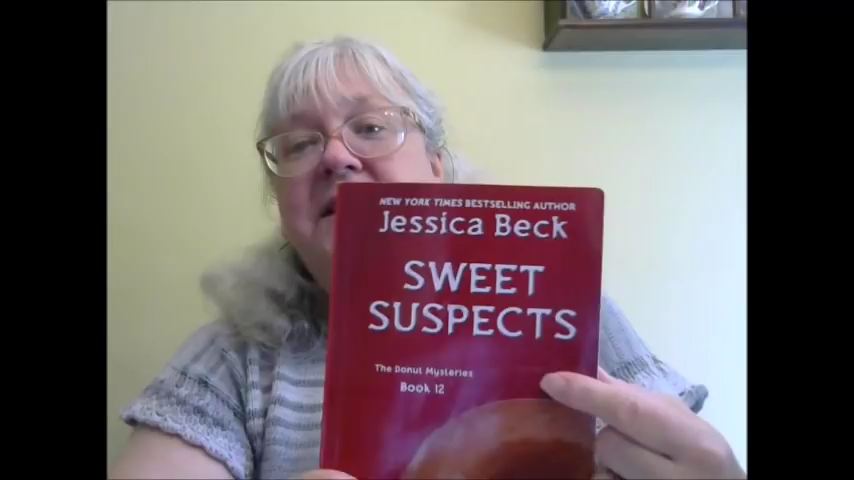 NEW YORK TIMES BESTSELLING AUTHOR
Jessica Beck
SWEET
SUSPECTS
The Donut Mysteries
Book 12